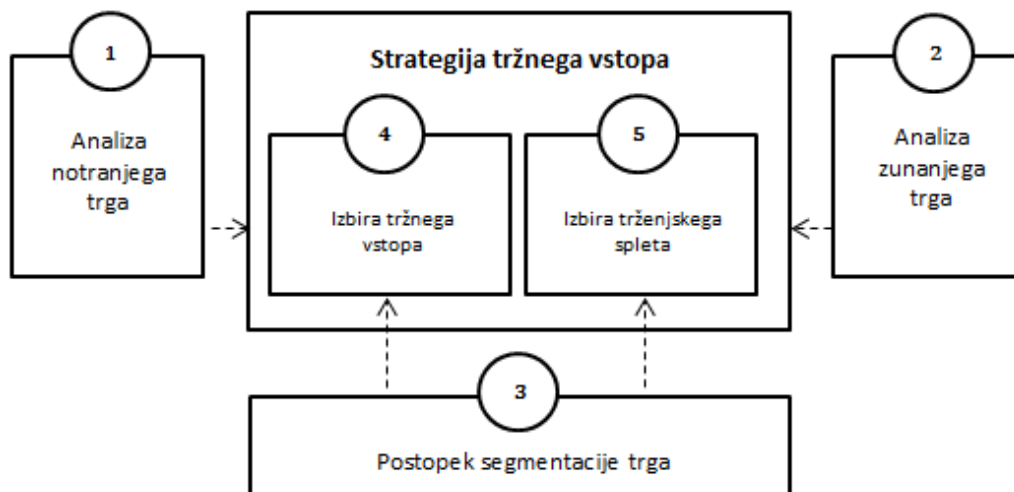 1
Analiza
notranjega
trga
Strategija tržnega vstopa
4
Izbira tržnega
vstopa
5
Izbira trženjskega
spleta
2
Analiza
zunanjega
trga
3
Postopek segmentacije trga